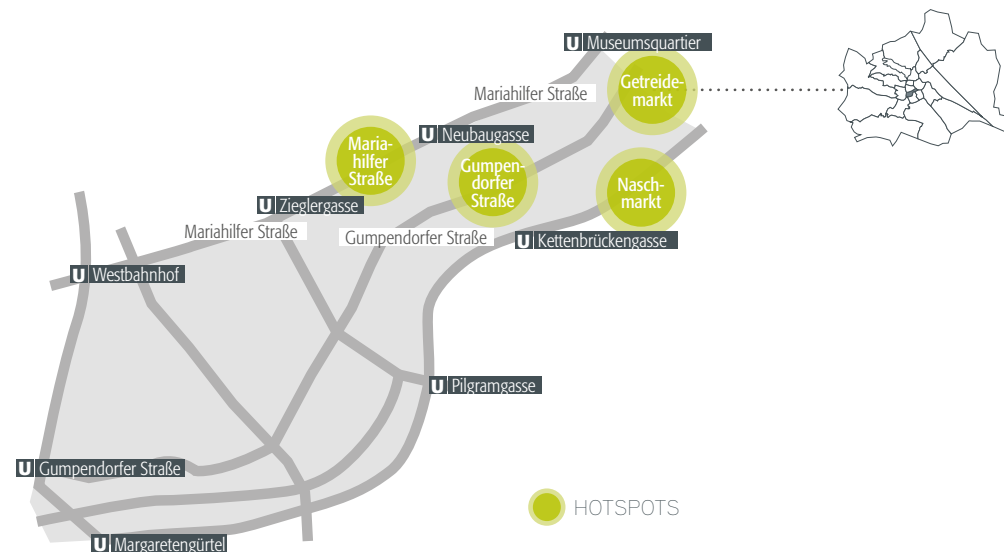 U Museumsquartier
Getreide-
markt
Mariahilfer Straße
U Neubaugasse
Maria-
hilfer
Straße
Gumpen-
dorfer
Straße
Nasch-
markt
U Zieglergasse
Mariahilfer Straße
Gumpendorfer Straße
U Kettenbrückengasse
U Westbahnhof
U Pilgramgasse
U Gumpendorfer Straße
HOTSPOTS
U Margaretengürtel